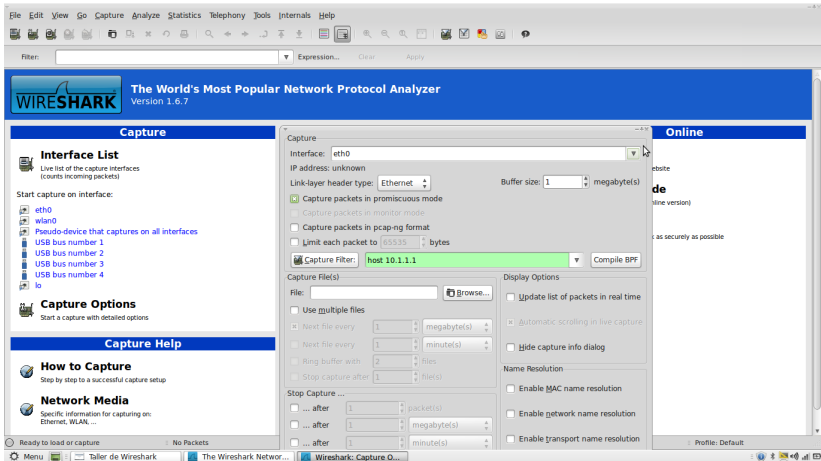 File Edit View Go Capture Analyze Statistics Telephony Tools Internals Help
Filter: Expression... Clear Apply
WIRESHARK
The World's Most Popular Network Protocol Analyzer
Version 1.6.7
Capture
Interface List
Live list of the capture interfaces
(counts incoming packets)
Start capture on interface:
eth0
wlan0
Pseudo-device that captures on all interfaces
USB bus number 1
USB bus number 2
USB bus number 3
USB bus number 4
lo
Capture Options
Start a capture with detailed options
Capture Help
How to Capture
Step by step to a successful capture setup
Network Media
Specific information for capturing on:
Ethernet, WLAN, ...
Capture
Interface: eth0
IP address: unknown
Link-layer header type: Ethernet Buffer size: 1 megabyte(s)
Capture packets in promiscuous mode
Capture packets in monitor mode
Capture packets in pcap-ng format
Limit each packet to 65535 bytes
Capture Filter: host 10.1.1.1 Compile BPF
Capture File(s)
File: Browse...
Use multiple files
Next file every 1 megabyte(s)
Next file every 1 minute(s)
Ring buffer with 2 files
Stop capture after 1 file(s)
Stop Capture ...
... after 1 packet(s)
... after 1 megabyte(s)
... after 1 minute(s)
Display Options
Update list of packets in real time
Automatic scrolling in live capture
Hide capture info dialog
Name Resolution
Enable MAC name resolution
Enable network name resolution
Enable transport name resolution
Online
ebsite
de
nline version)
as securely as possible
Ready to load or capture No Packets Profile: Default
Menu Taller de Wireshark The Wireshark Networ... Wireshark: Capture O...